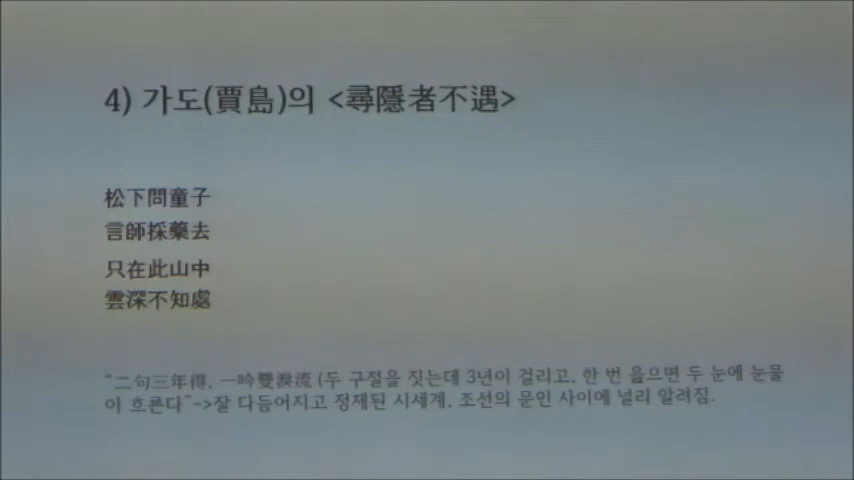 4) 가도(賈島)의 <尋隱者不遇>
松下問童子
言師採藥去
只在此山中
雲深不知處
"二句三年得, 一吟雙淚流 (두 구절을 짓는데 3년이 걸리고, 한 번 읊으면 두 눈에 눈물
이 흐른다"->잘 다듬어지고 정제된 시세계, 조선의 문인 사이에 널리 알려짐.